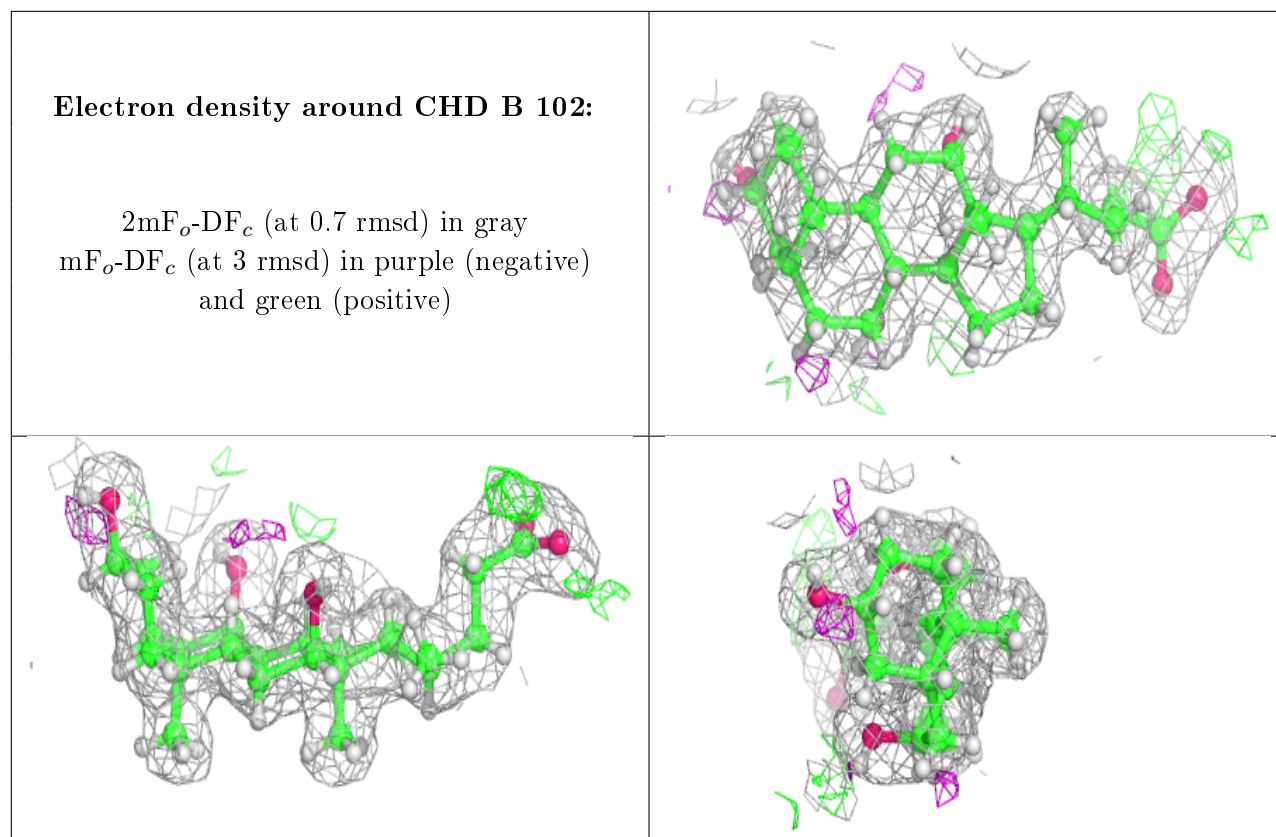 Electron density around CHD B 102:
2mFo-DFc (at 0.7 rmsd) in gray
mFo-DFc (at 3 rmsd) in purple (negative)
and green (positive)